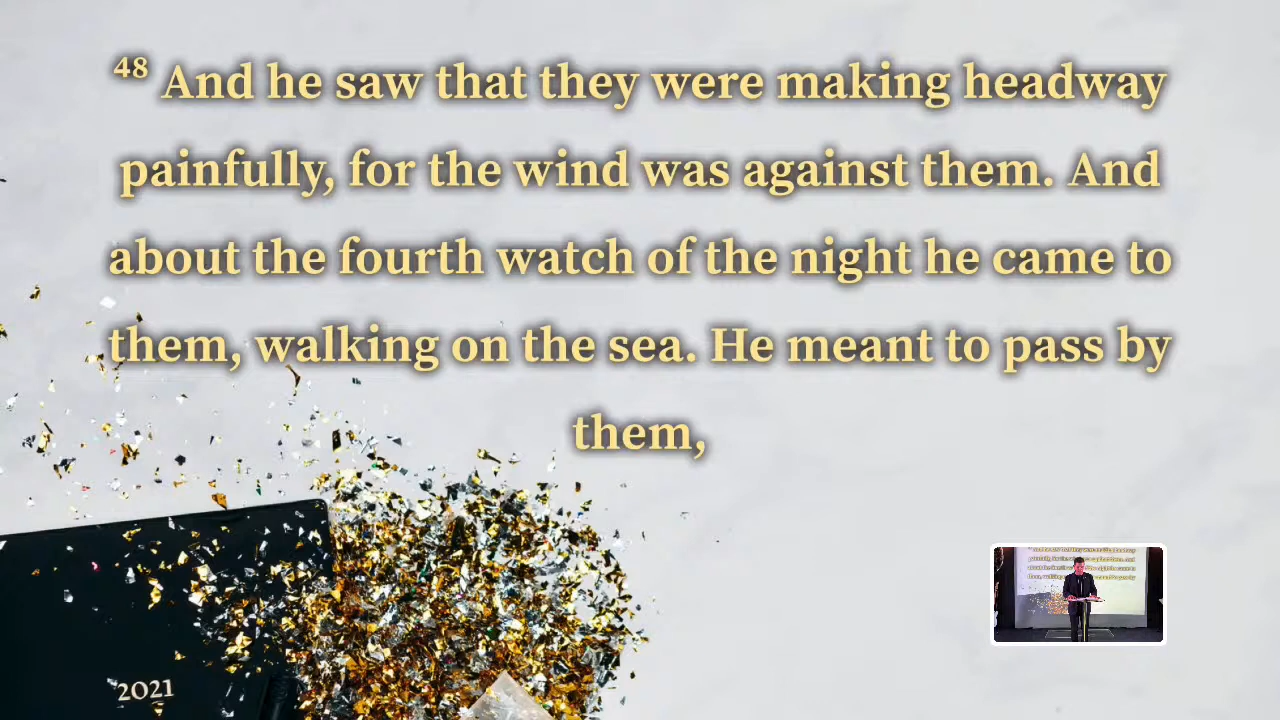 48 And he saw that they were making headway
painfully, for the wind was against them. And
about the fourth watch of the night he came to
them, walking on the sea. He meant to pass by
them,
2021